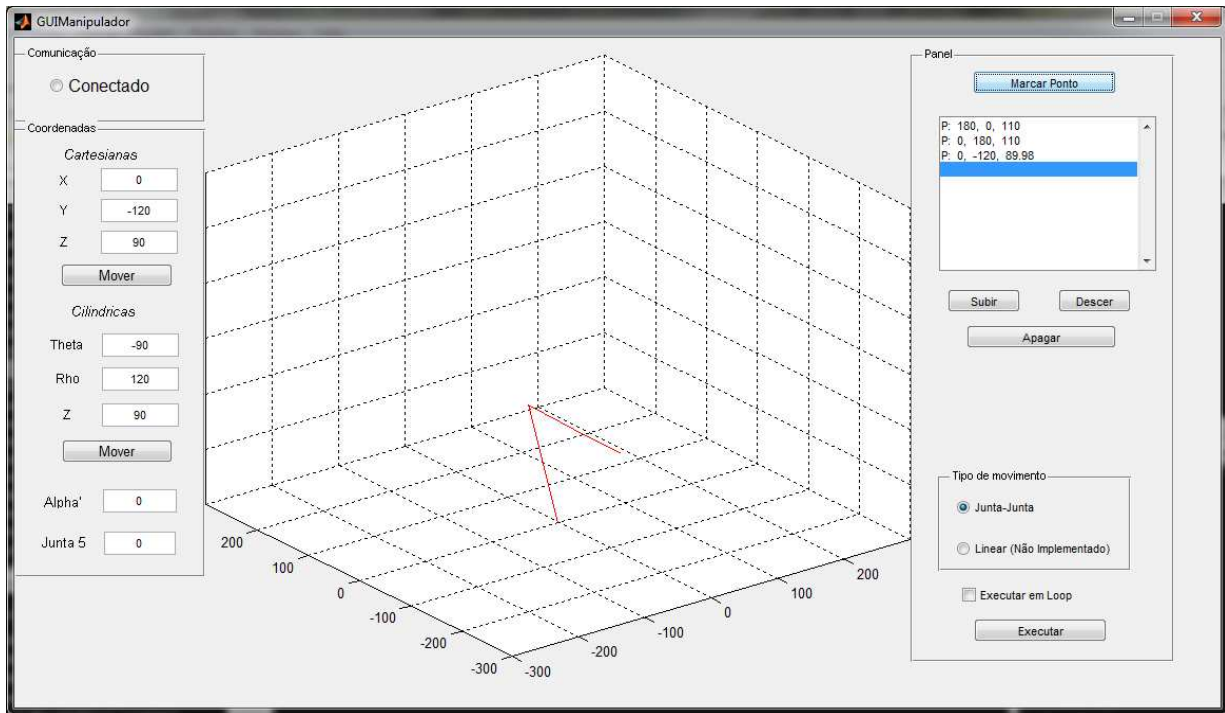 GUIManipulador
Comunicação
Conectado
Coordenadas
Cartesianas
X 0
Y -120
Z 90
Mover
Cilindricas
Theta -90
Rho 120
Z 90
Mover
Alpha' 0
Junta 5 0
200
100
0
-100
-200
-300
-300
-200
-100
0
100
200
Panel
Marcar Ponto
P: 180, 0, 110
P: 0, 180, 110
P: 0, -120, 89.98
Subir Descer
Apagar
Tipo de movimento
Junta-Junta
Linear (Não Implementado)
Executar em Loop
Executar